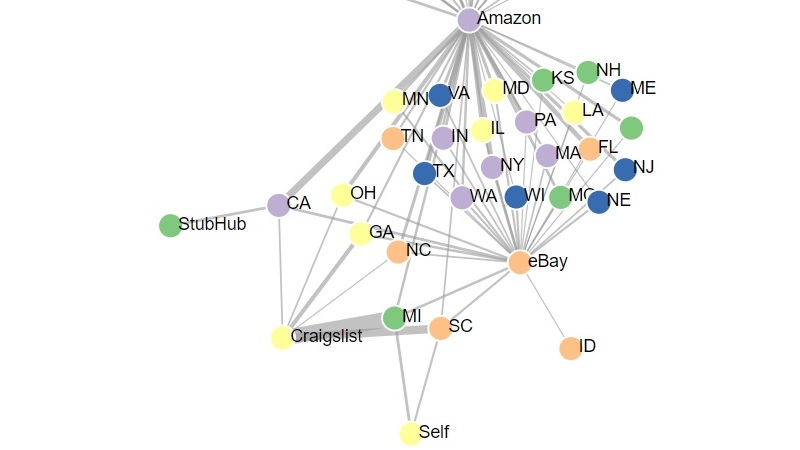 Amazon
NH
KS
ME
MD
VA
MN
LA
PA
IL
TN
IN
FL
MA
NY
NJ
TX
OH
WA
WI
NE
CA
StubHub
GA
NC
eBay
MI
SC
Craigslist
ID
Self